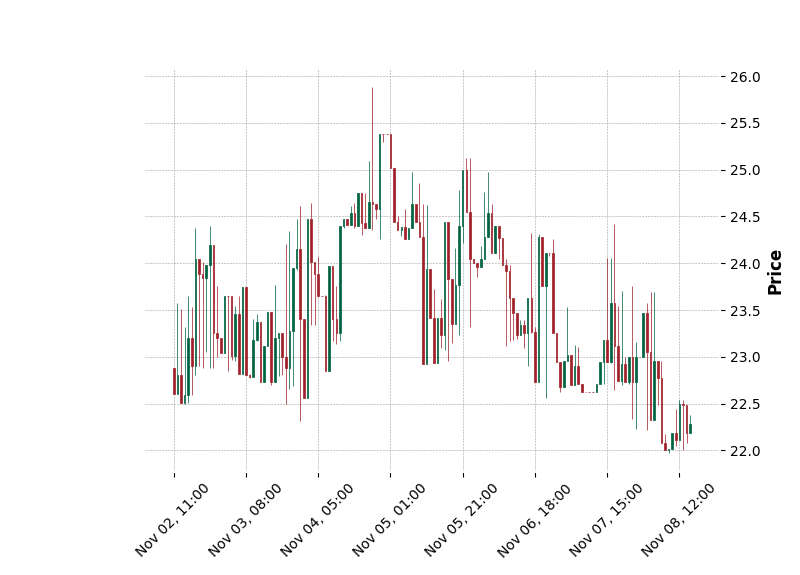 26.0
25.5
25.0
24.5
24.0
23.5
23.0
22.5
22.0
Price
Nov 02, 11:00
Nov 03, 08:00
Nov 04, 05:00
Nov 05, 01:00
Nov 05, 21:00
Nov 06, 18:00
Nov 07, 15:00
Nov 08, 12:00